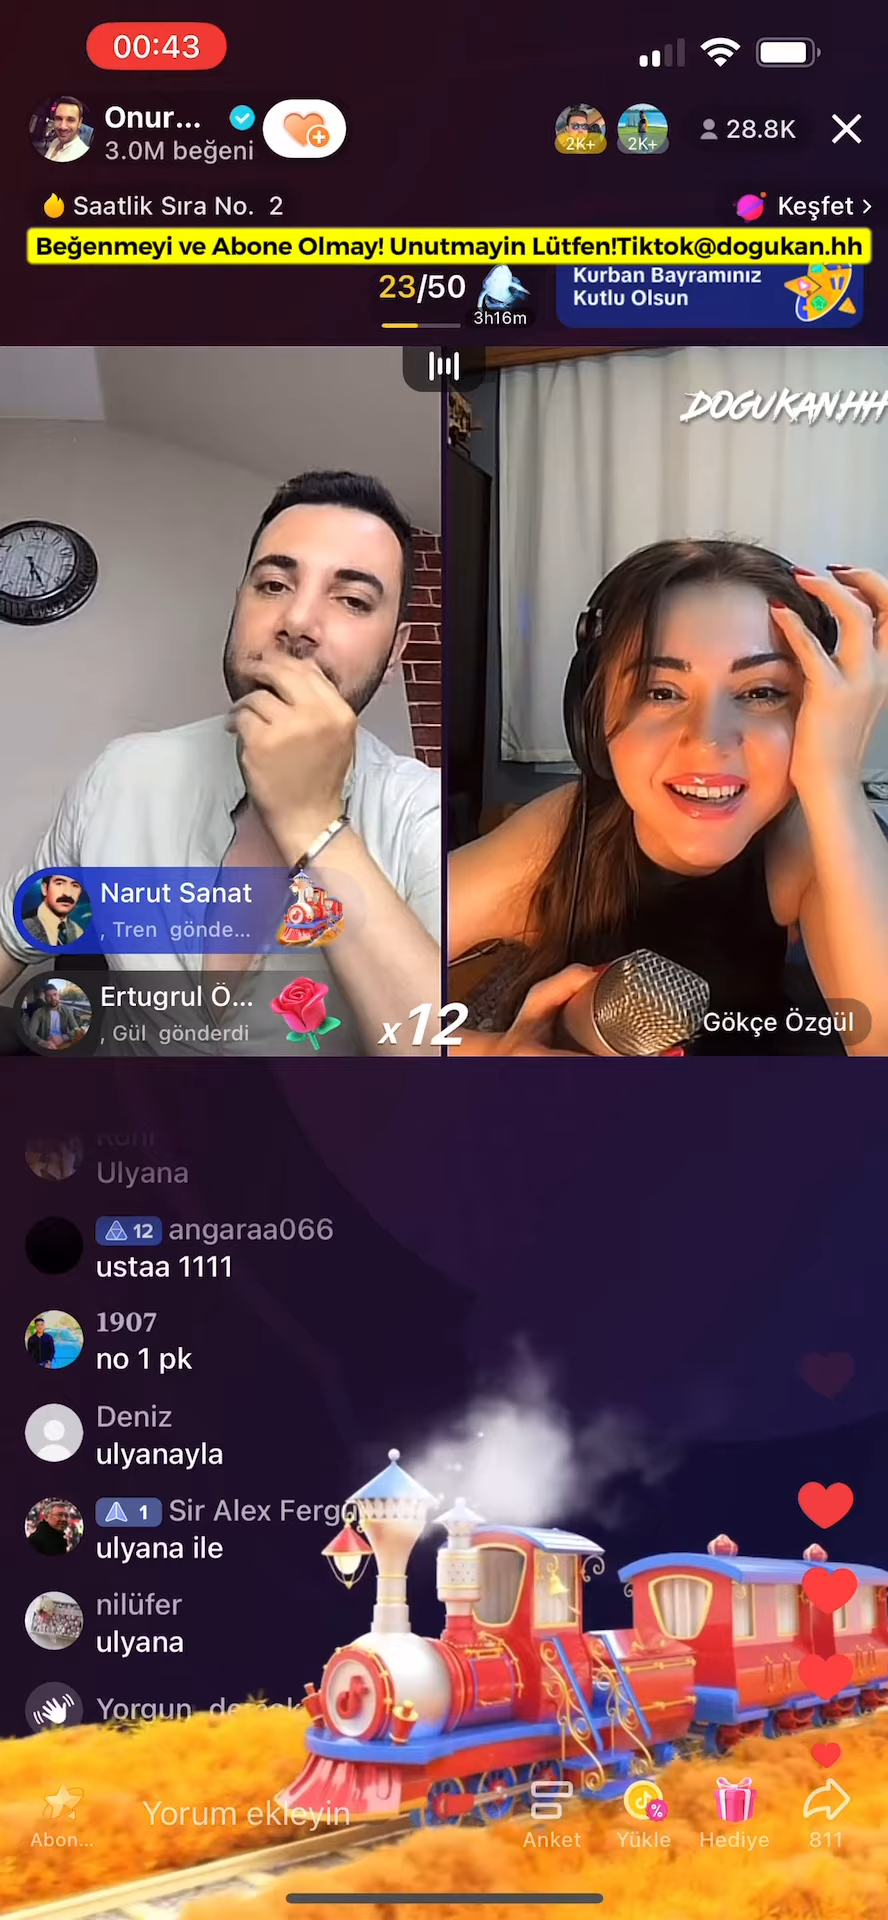 00:43
Onur...
3.0M beğeni
2K+
2K+
28.8K
Saatlik Sıra No. 2
Keşfet
Beğenmeyi ve Abone Olmay! Unutmayin Lütfen!Tiktok@dogukan.hh
23/50
3h16m
Kurban Bayramınız
Kutlu Olsun
DOGUKAN.HH
Narut Sanat
, Tren gönde...
Ertugrul Ö...
, Gül gönderdi
x12
Gökçe Özgül
Ulyana
12 angaraa066
ustaa 1111
1907
no 1 pk
Deniz
ulyanayla
1 Sir Alex Fergu
ulyana ile
nilüfer
ulyana
Yorgun
Abon...
Yorum ekleyin
Anket
Yükle
Hediye
811